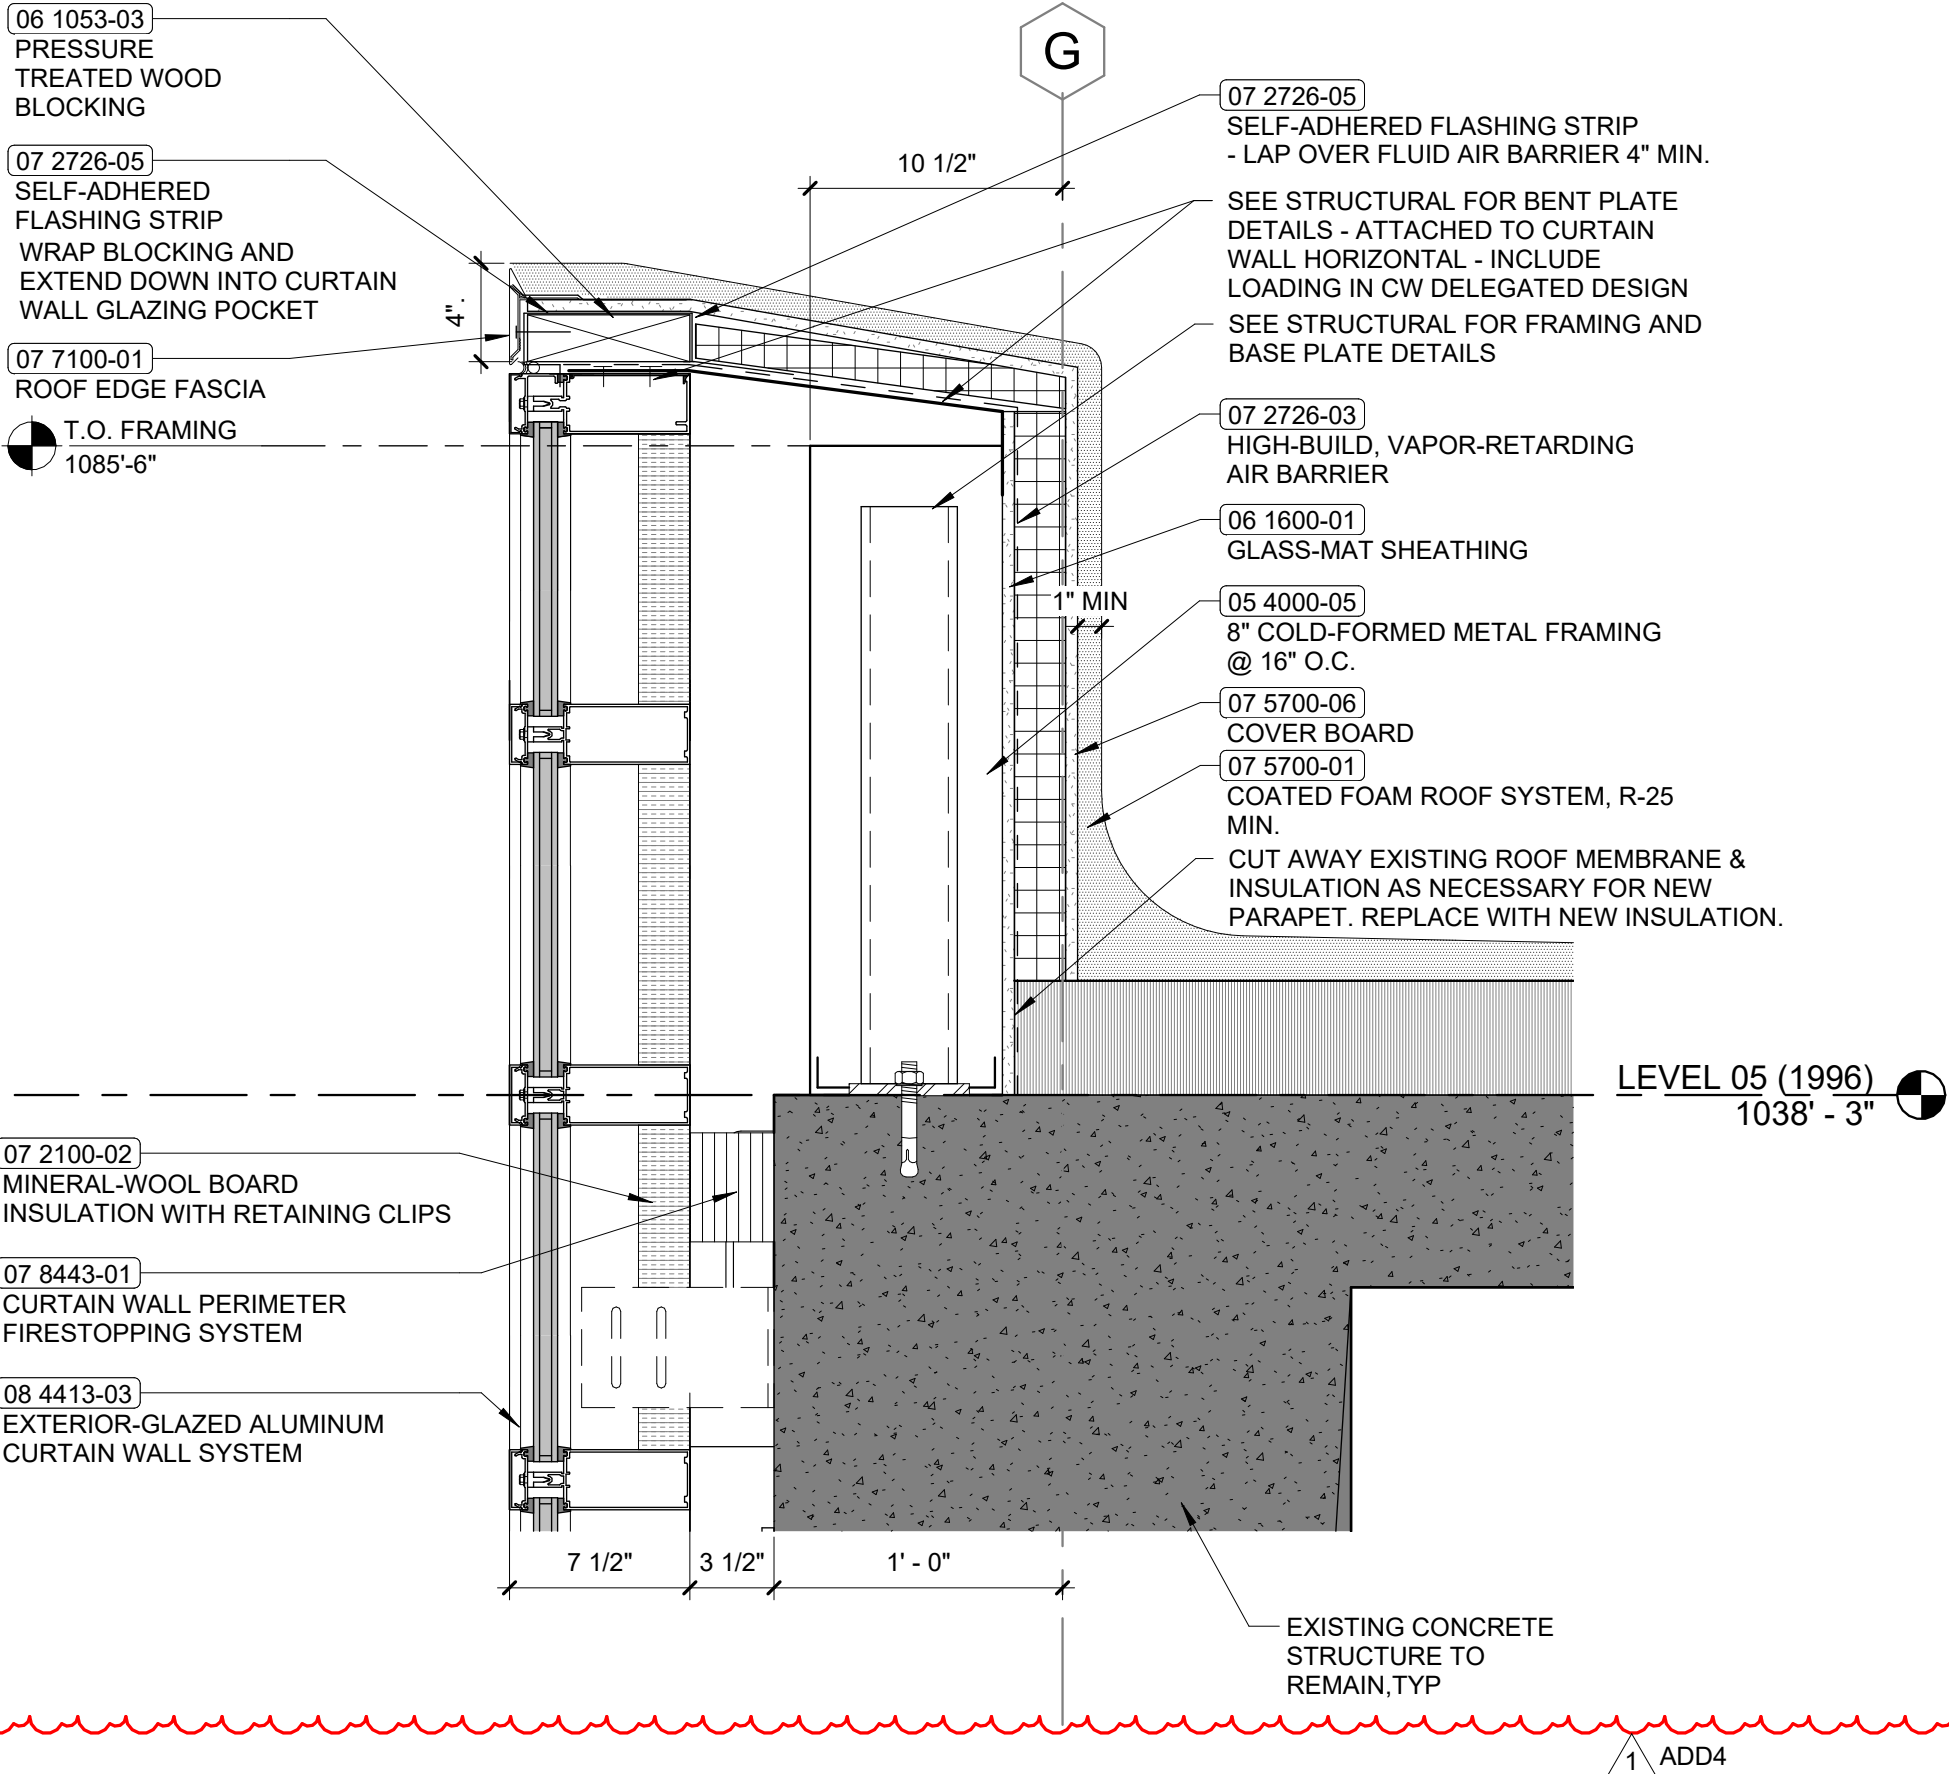 06 1053-03
PRESSURE
TREATED WOOD
BLOCKING
07 2726-05
SELF-ADHERED
FLASHING STRIP
WRAP BLOCKING AND
EXTEND DOWN INTO CURTAIN
WALL GLAZING POCKET
07 7100-01
ROOF EDGE FASCIA
T.O. FRAMING
1085'-6"
4".
G
10 1/2"
07 2726-05
SELF-ADHERED FLASHING STRIP
- LAP OVER FLUID AIR BARRIER 4" MIN.
SEE STRUCTURAL FOR BENT PLATE
DETAILS - ATTACHED TO CURTAIN
WALL HORIZONTAL - INCLUDE
LOADING IN CW DELEGATED DESIGN
SEE STRUCTURAL FOR FRAMING AND
BASE PLATE DETAILS
07 2726-03
HIGH-BUILD, VAPOR-RETARDING
AIR BARRIER
06 1600-01
GLASS-MAT SHEATHING
1" MIN
05 4000-05
8" COLD-FORMED METAL FRAMING
@ 16" O.C.
07 5700-06
COVER BOARD
07 5700-01
COATED FOAM ROOF SYSTEM, R-25
MIN.
CUT AWAY EXISTING ROOF MEMBRANE &
INSULATION AS NECESSARY FOR NEW
PARAPET. REPLACE WITH NEW INSULATION.
LEVEL 05 (1996)
1038' - 3"
07 2100-02
MINERAL-WOOL BOARD
INSULATION WITH RETAINING CLIPS
07 8443-01
CURTAIN WALL PERIMETER
FIRESTOPPING SYSTEM
08 4413-03
EXTERIOR-GLAZED ALUMINUM
CURTAIN WALL SYSTEM
7 1/2"
3 1/2"
1' - 0"
EXISTING CONCRETE
STRUCTURE TO
REMAIN,TYP
1 ADD4